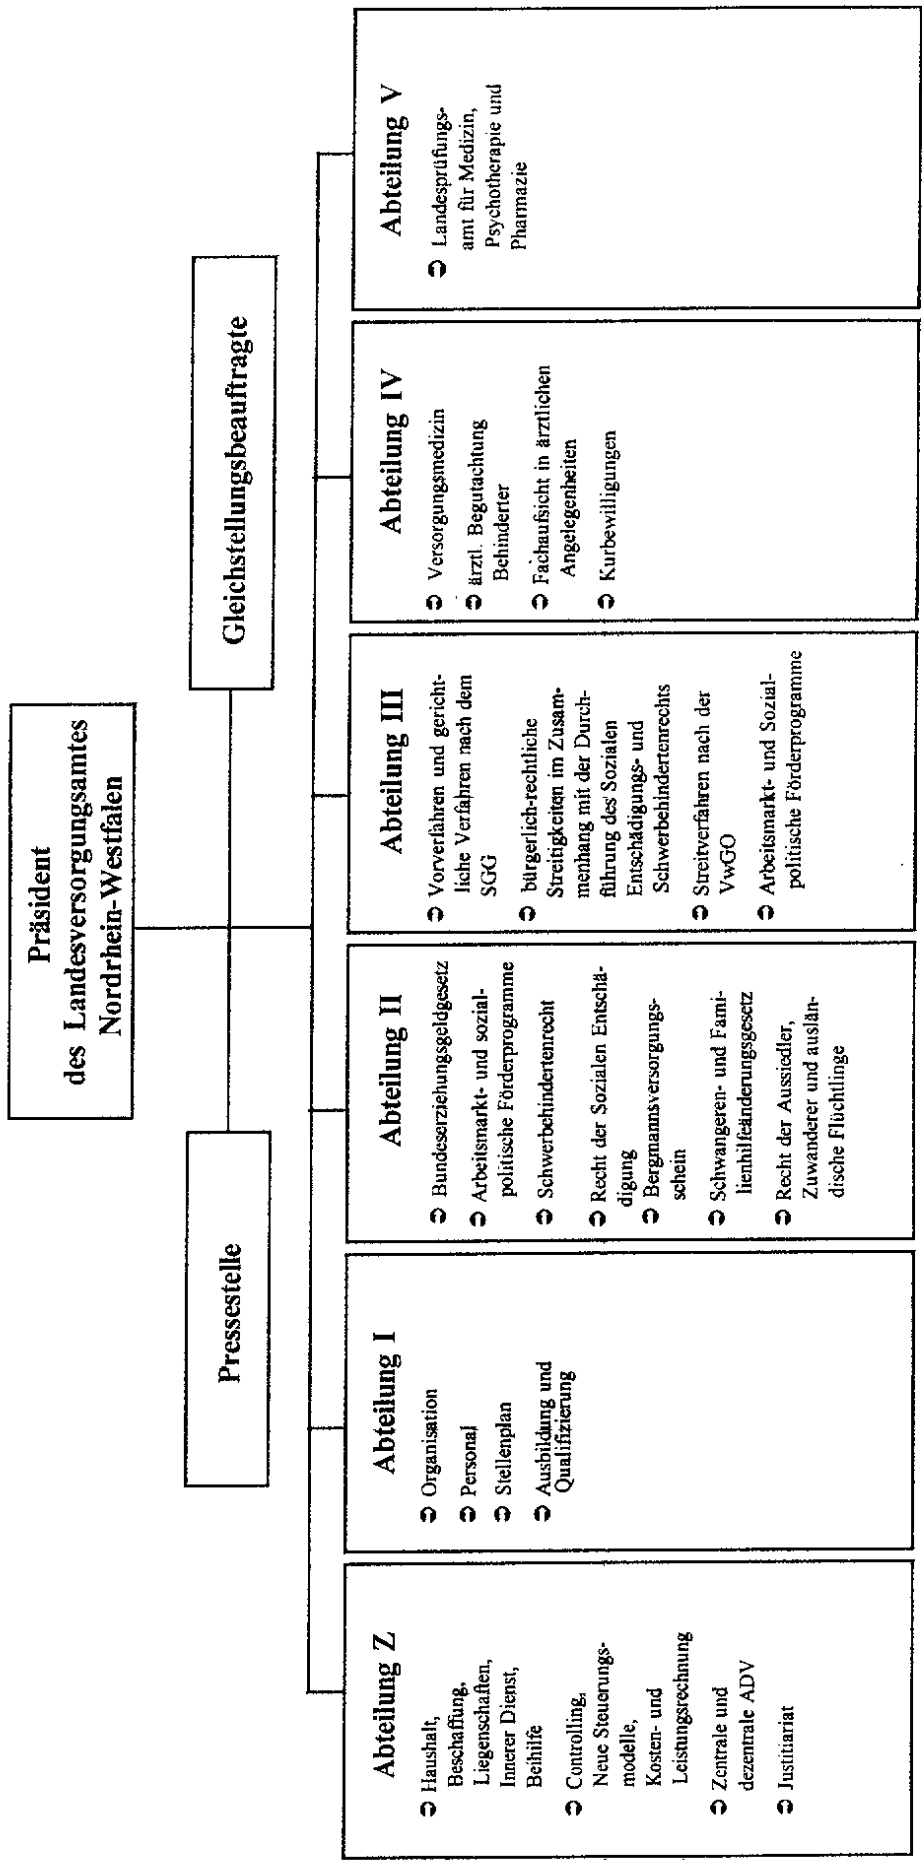 Präsident
des Landesversorgungsamtes
Nordrhein-Westfalen
Pressestelle
Gleichstellungsbeauftragte
Abteilung Z
Haushalt,
Beschaffung,
Liegenschaften,
Innerer Dienst,
Beihilfe
Controlling,
Neue Steuerungs-
modelle,
Kosten- und
Leistungsrechnung
Zentrale und
dezentrale ADV
Justitiariat
Abteilung I
Organisation
Personal
Stellenplan
Ausbildung und
Qualifizierung
Abteilung II
Bundeserziehungsgeldgesetz
Arbeitsmarkt- und sozial-
politische Förderprogramme
Schwerbehindertenrecht
Recht der Sozialen Entschä-
digung
Bergmannsversorgungs-
schein
Schwangeren- und Fami-
lienhilfeänderungsgesetz
Recht der Aussiedler,
Zuwanderer und auslän-
dische Flüchtlinge
Abteilung III
Vorverfahren und gericht-
liche Verfahren nach dem
SGG
bürgerlich-rechtliche
Streitigkeiten im Zusam-
menhang mit der Durch-
führung des Sozialen
Entschädigungs- und
Schwerbehindertenrechts
Streitverfahren nach der
VwGO
Arbeitsmarkt- und Sozial-
politische Förderprogramme
Abteilung IV
Versorgungsmedizin
ärztl. Begutachtung
Behinderter
Fachaufsicht in ärztlichen
Angelegenheiten
Kurbewilligungen
Abteilung V
Landesprüfungs-
amt für Medizin,
Psychotherapie und
Pharmazie